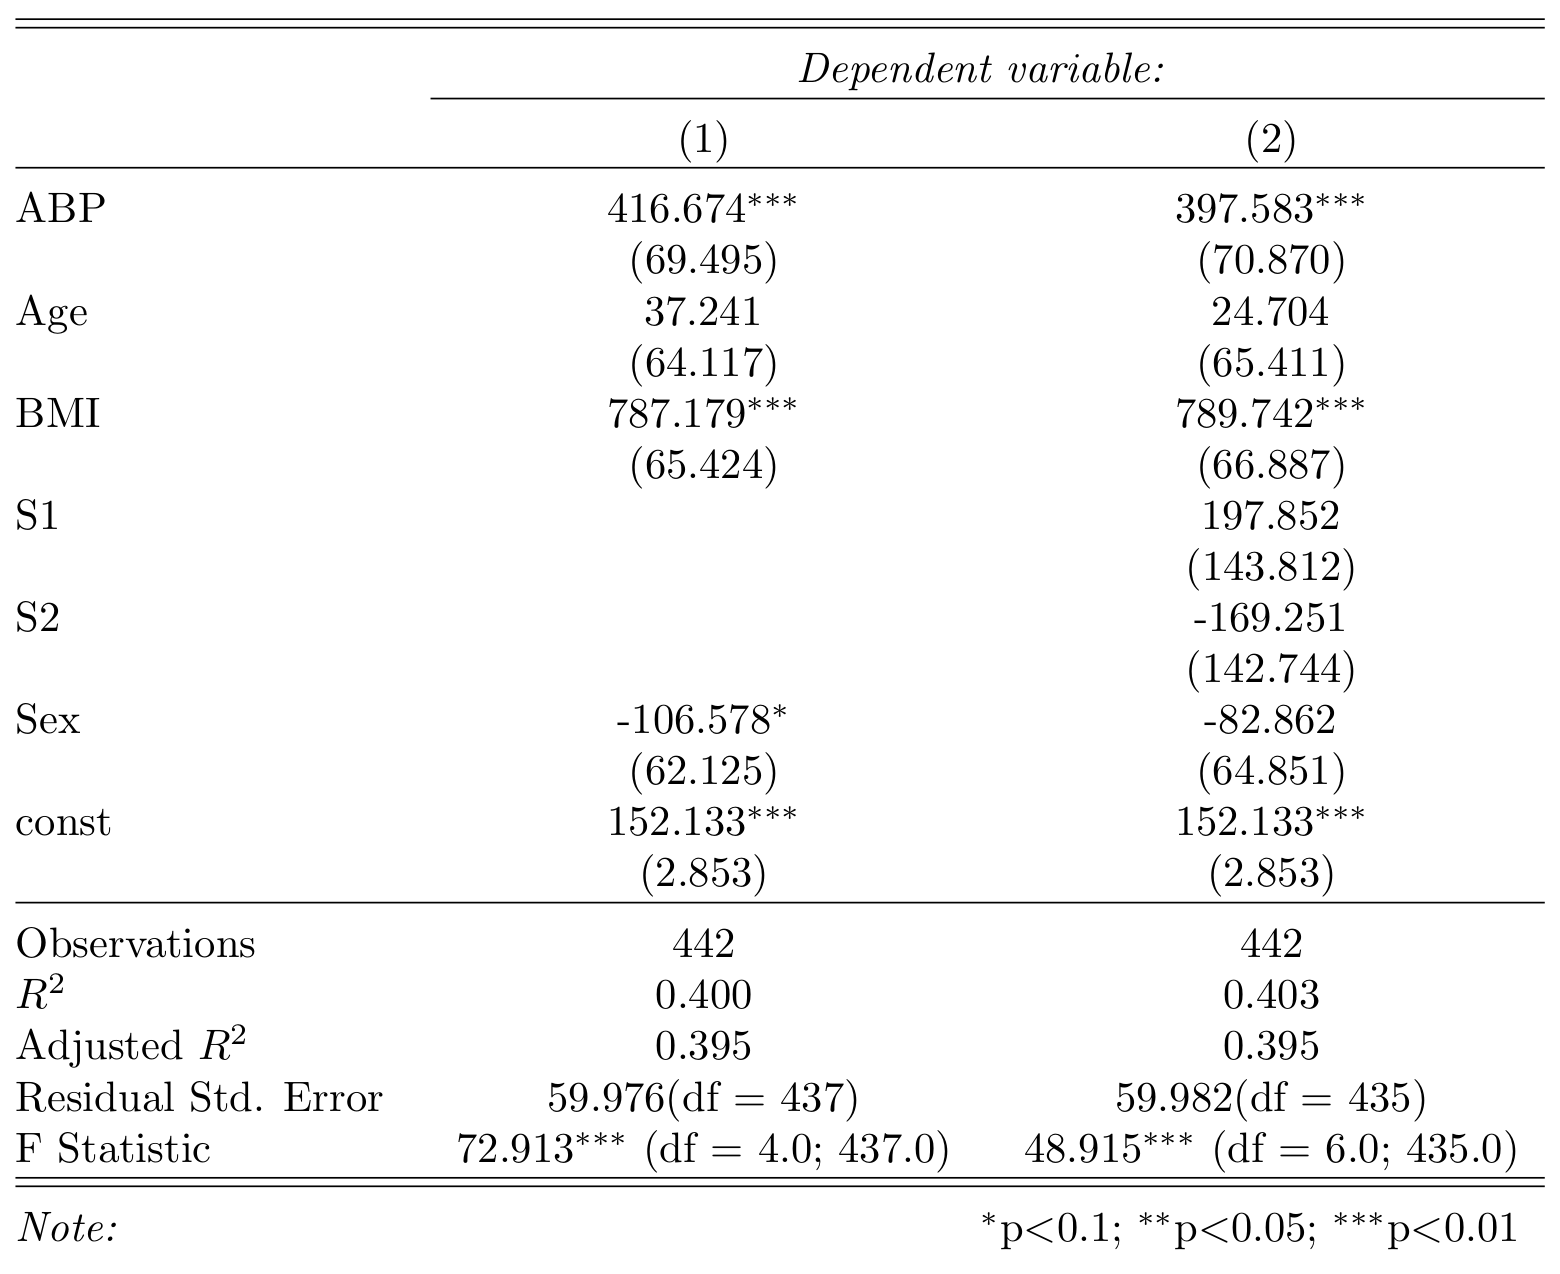 Dependent variable:
(1) (2)
ABP 416.674*** 397.583***
(69.495) (70.870)
Age 37.241 24.704
(64.117) (65.411)
BMI 787.179*** 789.742***
(65.424) (66.887)
S1 197.852
(143.812)
S2 -169.251
(142.744)
Sex -106.578* -82.862
(62.125) (64.851)
const 152.133*** 152.133***
(2.853) (2.853)
Observations 442 442
R² 0.400 0.403
Adjusted R² 0.395 0.395
Residual Std. Error 59.976(df = 437) 59.982(df = 435)
F Statistic 72.913*** (df = 4.0; 437.0) 48.915*** (df = 6.0; 435.0)
Note: *p<0.1; **p<0.05; ***p<0.01